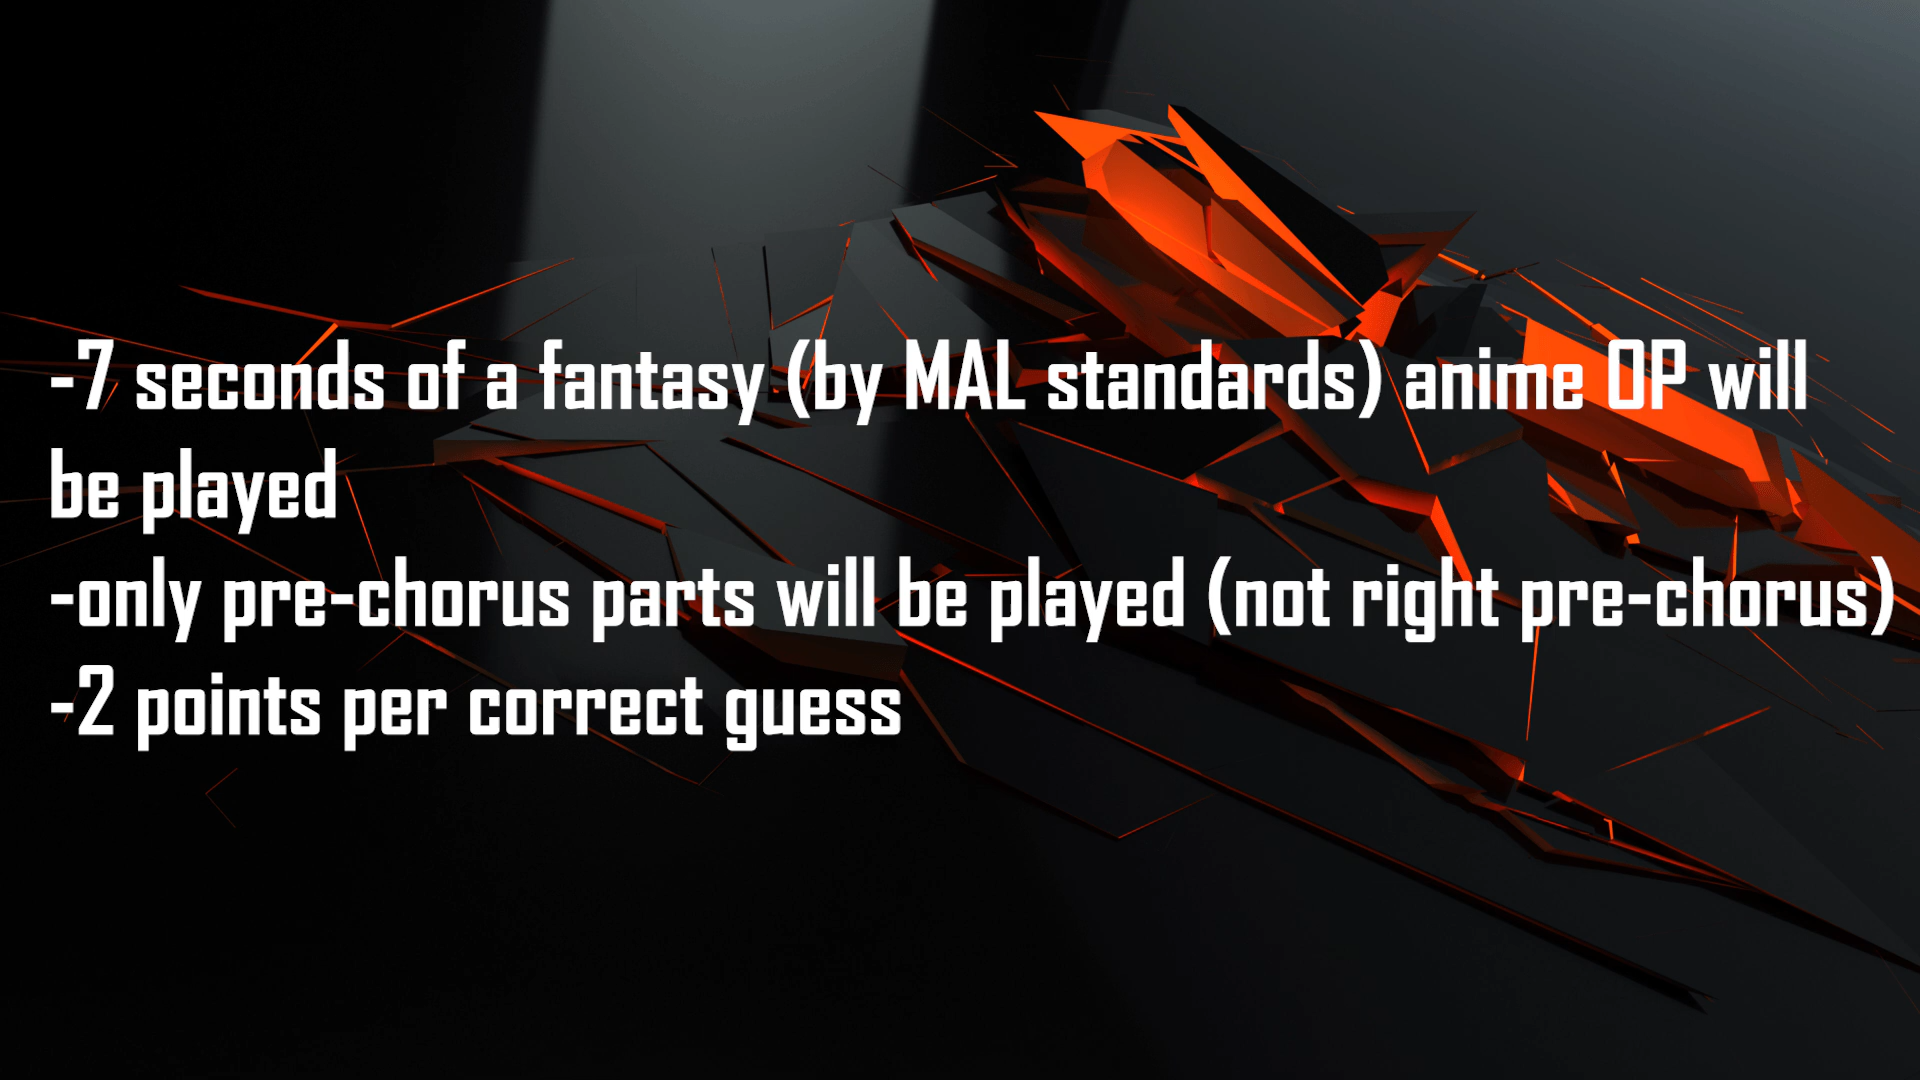 -7 seconds of a fantasy (by MAL standards) anime OP will
be played
-only pre-chorus parts will be played (not right pre-chorus)
-2 points per correct guess